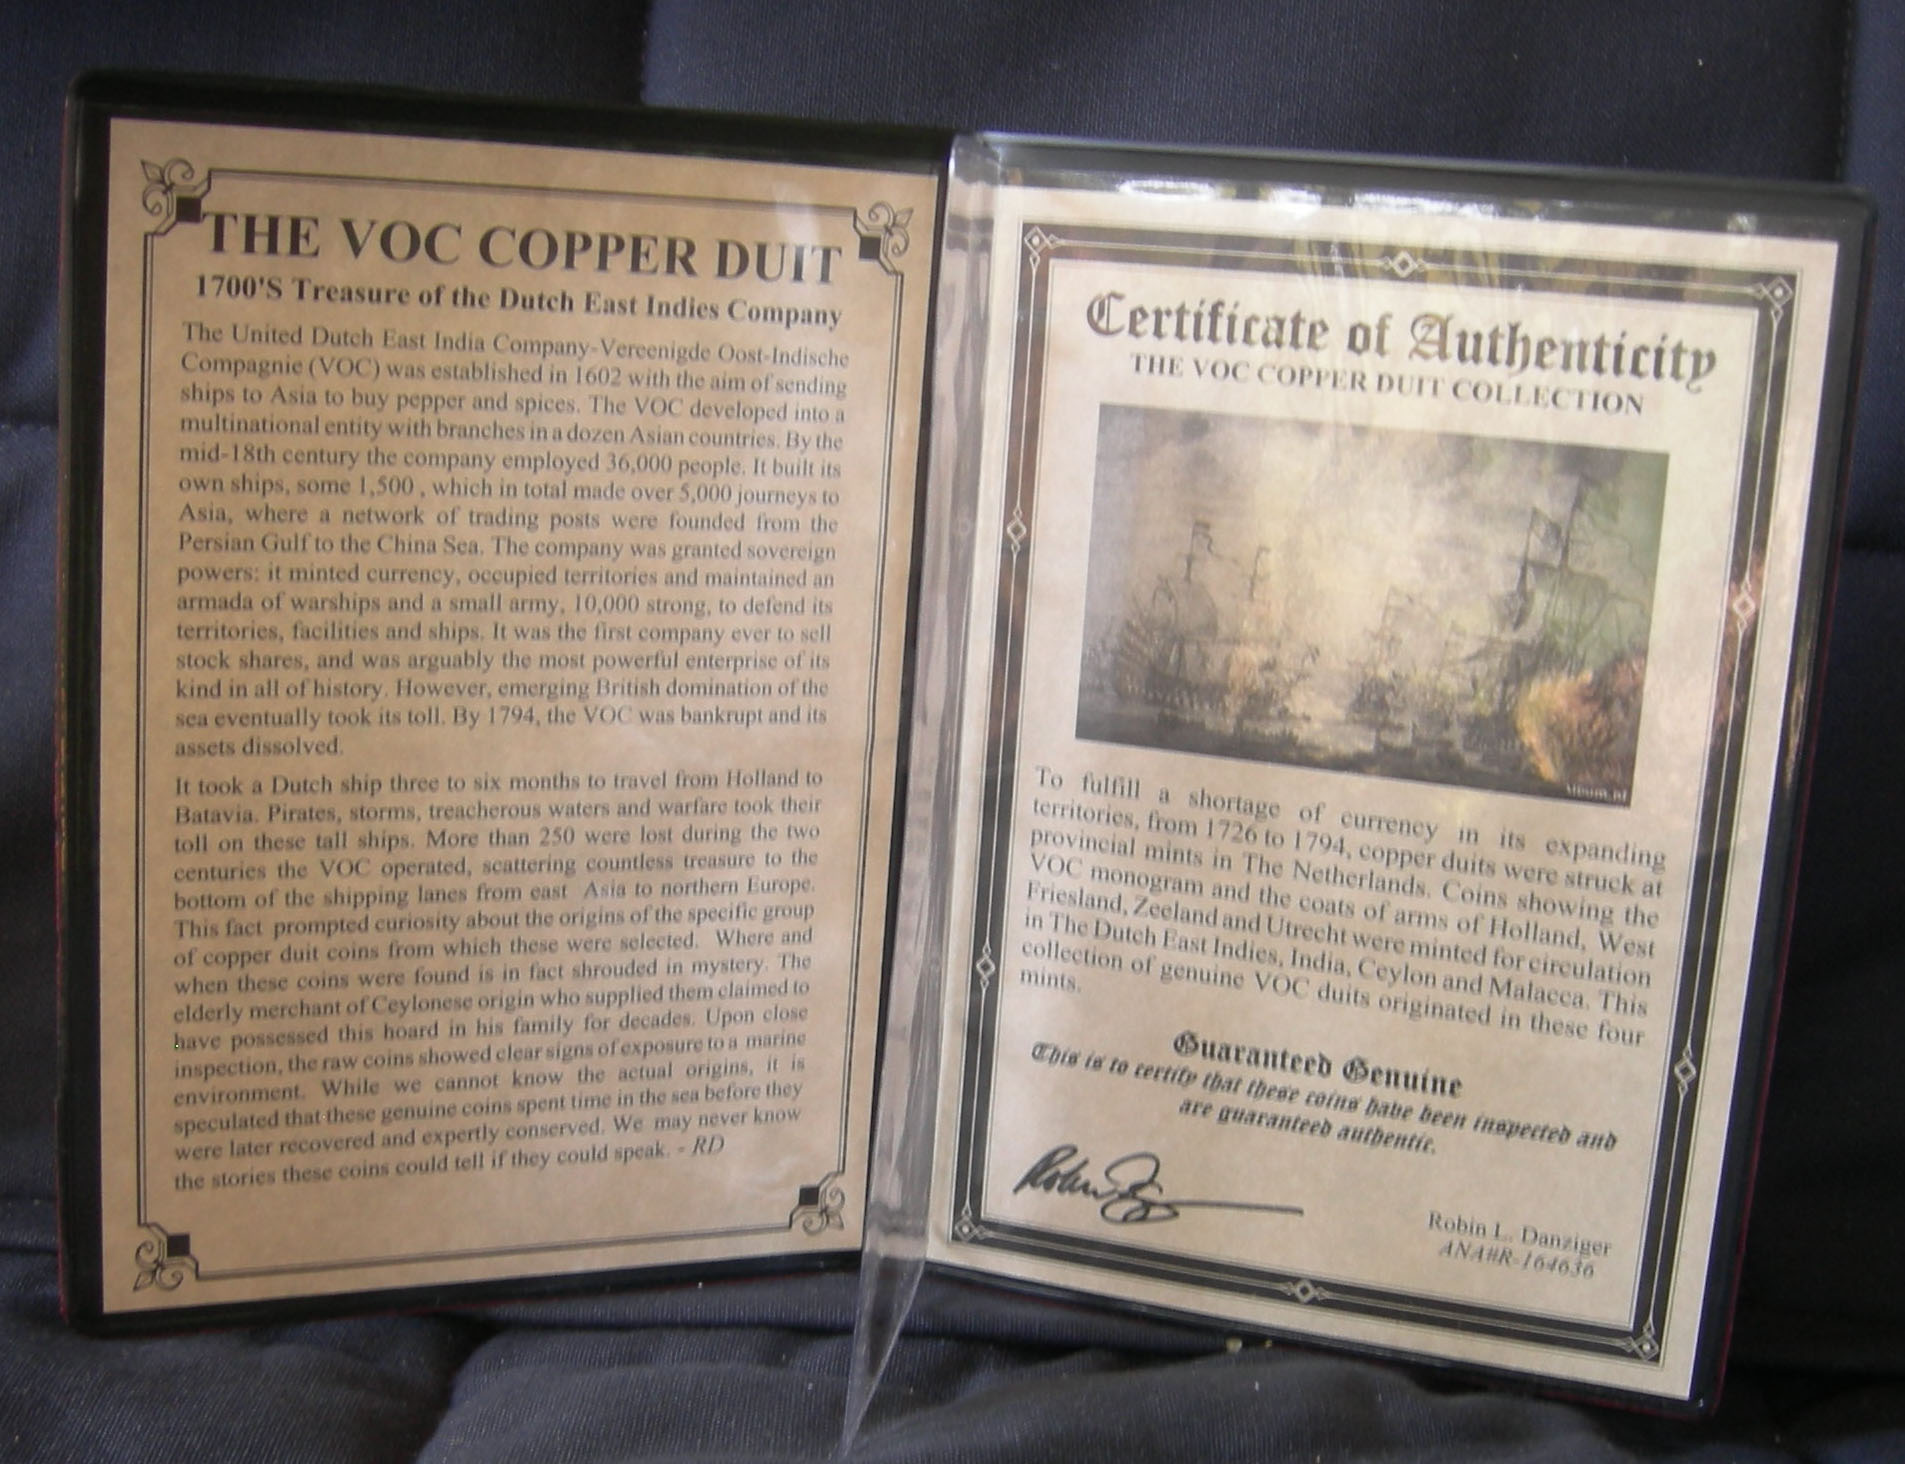 THE VOC COPPER DUIT
1700'S Treasure of the Dutch East Indies Company
The United Dutch East India Company-Vereenigde Oost-Indische
Compagnie (VOC) was established in 1602 with the aim of sending
ships to Asia to buy pepper and spices. The VOC developed into a
multinational entity with branches in a dozen Asian countries. By the
mid-18th century the company employed 36,000 people. It built its
own ships, some 1,500 , which in total made over 5,000 journeys to
Asia, where a network of trading posts were founded from the
Persian Gulf to the China Sea. The company was granted sovereign
powers: it minted currency, occupied territories and maintained an
armada of warships and a small army, 10,000 strong, to defend its
territories, facilities and ships. It was the first company ever to sell
stock shares, and was arguably the most powerful enterprise of its
kind in all of history. However, emerging British domination of the
sea eventually took its toll. By 1794, the VOC was bankrupt and its
assets dissolved.
It took a Dutch ship three to six months to travel from Holland to
Batavia. Pirates, storms, treacherous waters and warfare took their
toll on these tall ships. More than 250 were lost during the two
centuries the VOC operated, scattering countless treasure to the
bottom of the shipping lanes from east Asia to northern Europe.
This fact prompted curiosity about the origins of the specific group
of copper duit coins from which these were selected. Where and
when these coins were found is in fact shrouded in mystery. The
elderly merchant of Ceylonese origin who supplied them claimed to
have possessed this hoard in his family for decades. Upon close
inspection, the raw coins showed clear signs of exposure to a marine
environment. While we cannot know the actual origins, it is
speculated that these genuine coins spent time in the sea before they
were later recovered and expertly conserved. We may never know
the stories these coins could tell if they could speak. - RD
Certificate of Authenticity
THE VOC COPPER DUIT COLLECTION
Album.nl
To fulfill a shortage of currency in its expanding
territories, from 1726 to 1794, copper duits were struck at
provincial mints in The Netherlands. Coins showing the
VOC monogram and the coats of arms of Holland, West
Friesland, Zeeland and Utrecht were minted for circulation
in The Dutch East Indies, India, Ceylon and Malacca. This
collection of genuine VOC duits originated in these four
mints.
Guaranteed Genuine
This is to certify that these coins have been inspected and
are guaranteed authentic.
Robin L. Danziger
ANA#R-164636